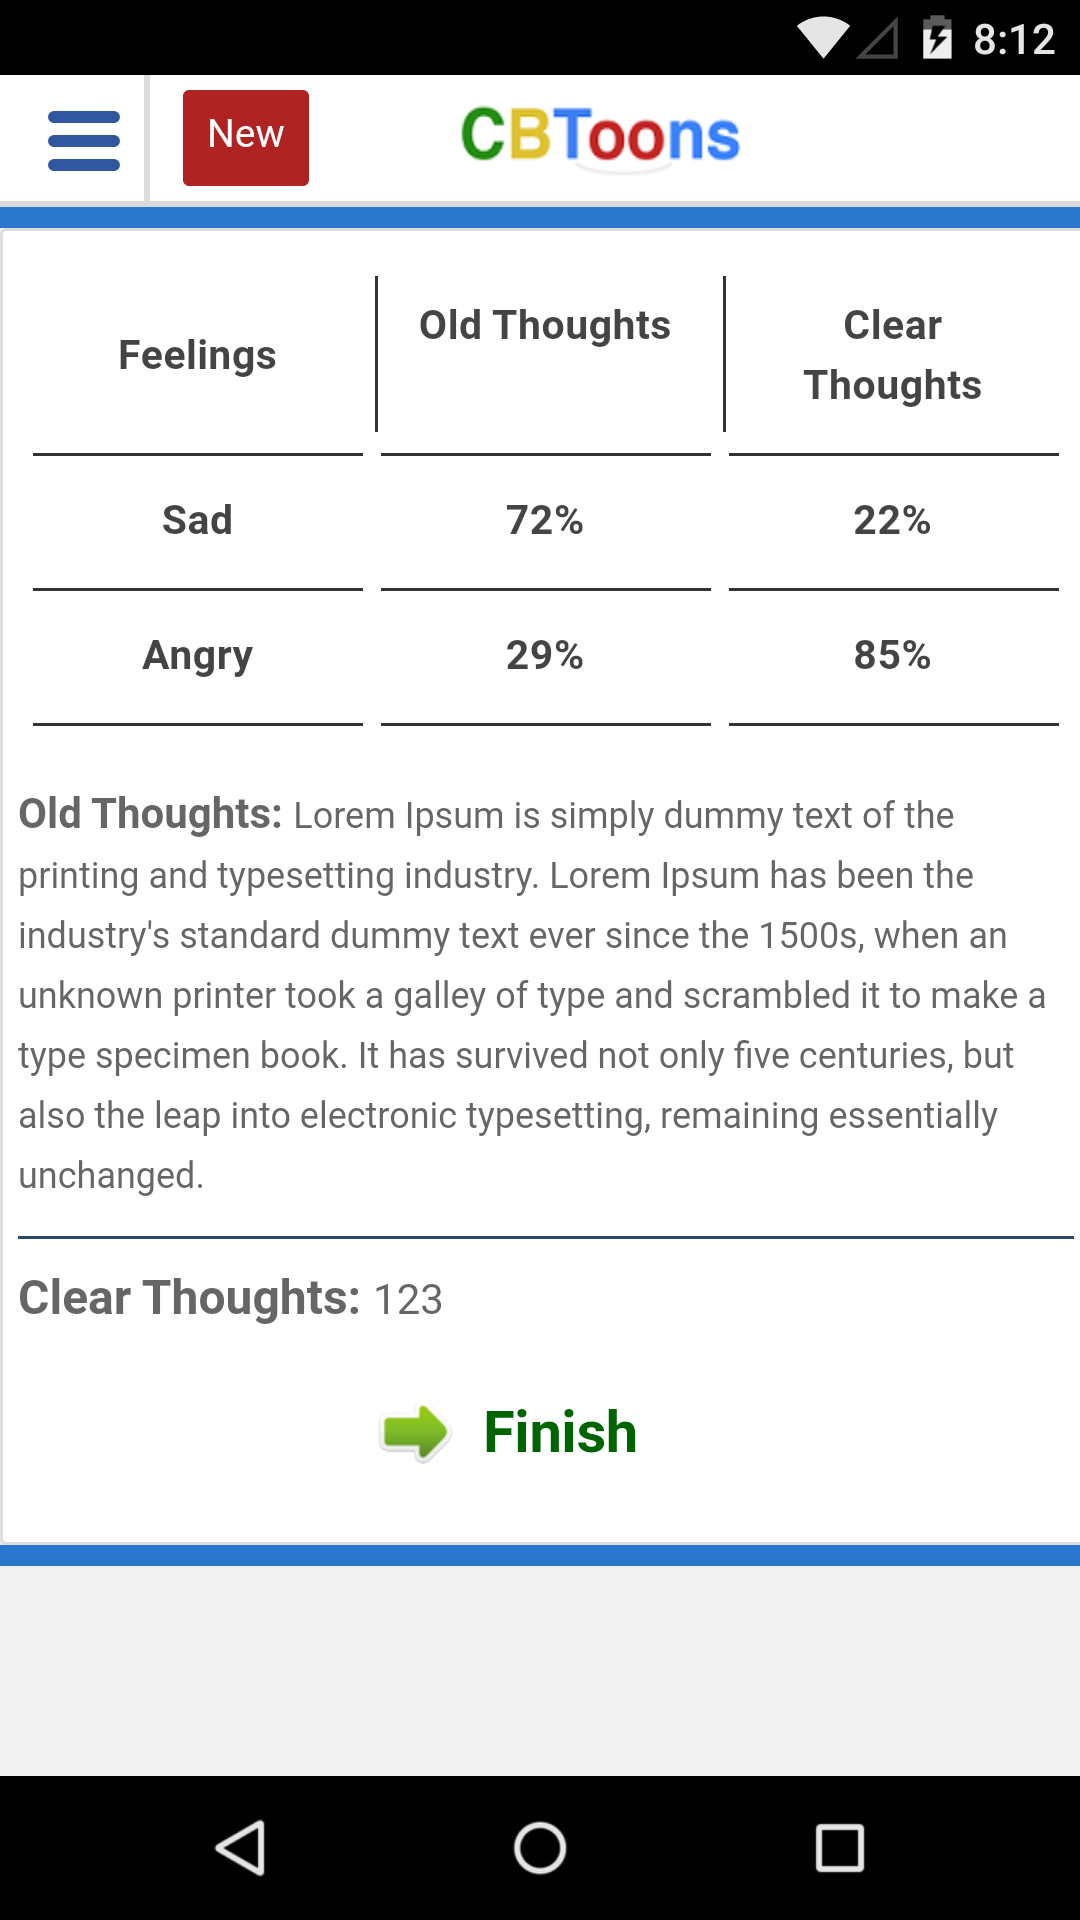 8:12
New
CBToons
Feelings
Old Thoughts
Clear
Thoughts
Sad
72%
22%
Angry
29%
85%
Old Thoughts: Lorem Ipsum is simply dummy text of the
printing and typesetting industry. Lorem Ipsum has been the
industry's standard dummy text ever since the 1500s, when an
unknown printer took a galley of type and scrambled it to make a
type specimen book. It has survived not only five centuries, but
also the leap into electronic typesetting, remaining essentially
unchanged.
Clear Thoughts: 123
Finish